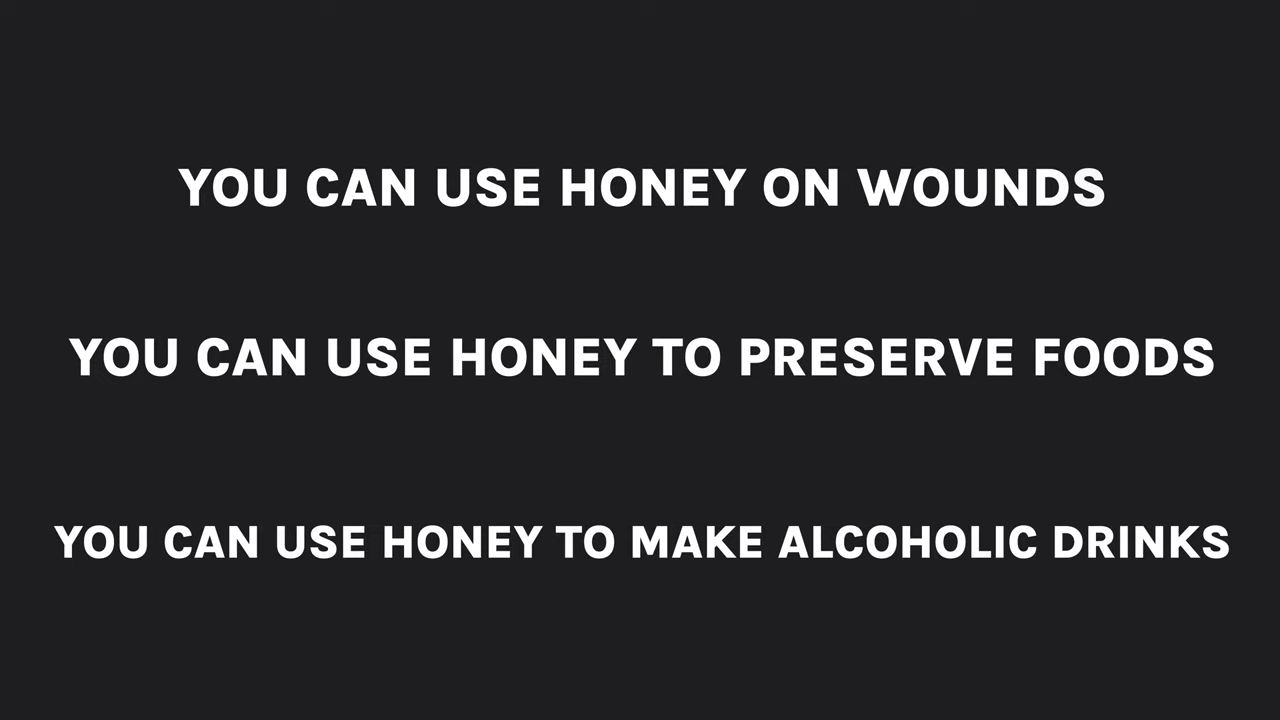 YOU CAN USE HONEY ON WOUNDS
YOU CAN USE HONEY TO PRESERVE FOODS
YOU CAN USE HONEY TO MAKE ALCOHOLIC DRINKS